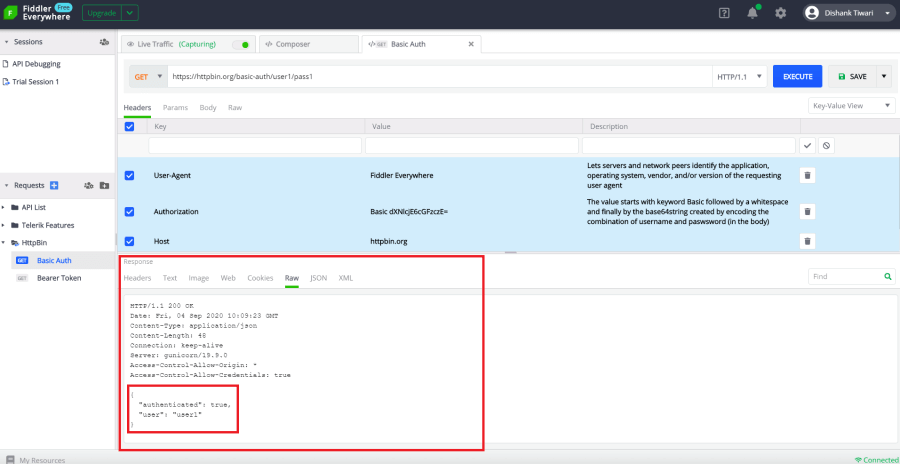 Fiddler Everywhere Free
Upgrade
Dishank Tiwari
Sessions
API Debugging
Trial Session 1
Live Traffic (Capturing)
</> Composer
</> GET Basic Auth
GET https://httpbin.org/basic-auth/user1/pass1 HTTP/1.1 EXECUTE SAVE
Headers Params Body Raw Key-Value View
Key Value Description
User-Agent Fiddler Everywhere Lets servers and network peers identify the application,
operating system, vendor, and/or version of the requesting
user agent
Authorization Basic dXNlcjE6cGFzczE= The value starts with keyword Basic followed by a whitespace
and finally by the base64string created by encoding the
combination of username and paswsword (in the body)
Host httpbin.org
Requests
API List
Telerik Features
HttpBin
GET Basic Auth
GET Bearer Token
Response
Headers Text Image Web Cookies Raw JSON XML Find
HTTP/1.1 200 OK
Date: Fri, 04 Sep 2020 10:09:23 GMT
Content-Type: application/json
Content-Length: 48
Connection: keep-alive
Server: gunicorn/19.9.0
Access-Control-Allow-Origin: *
Access-Control-Allow-Credentials: true
{
"authenticated": true,
"user": "user1"
}
My Resources
Connected